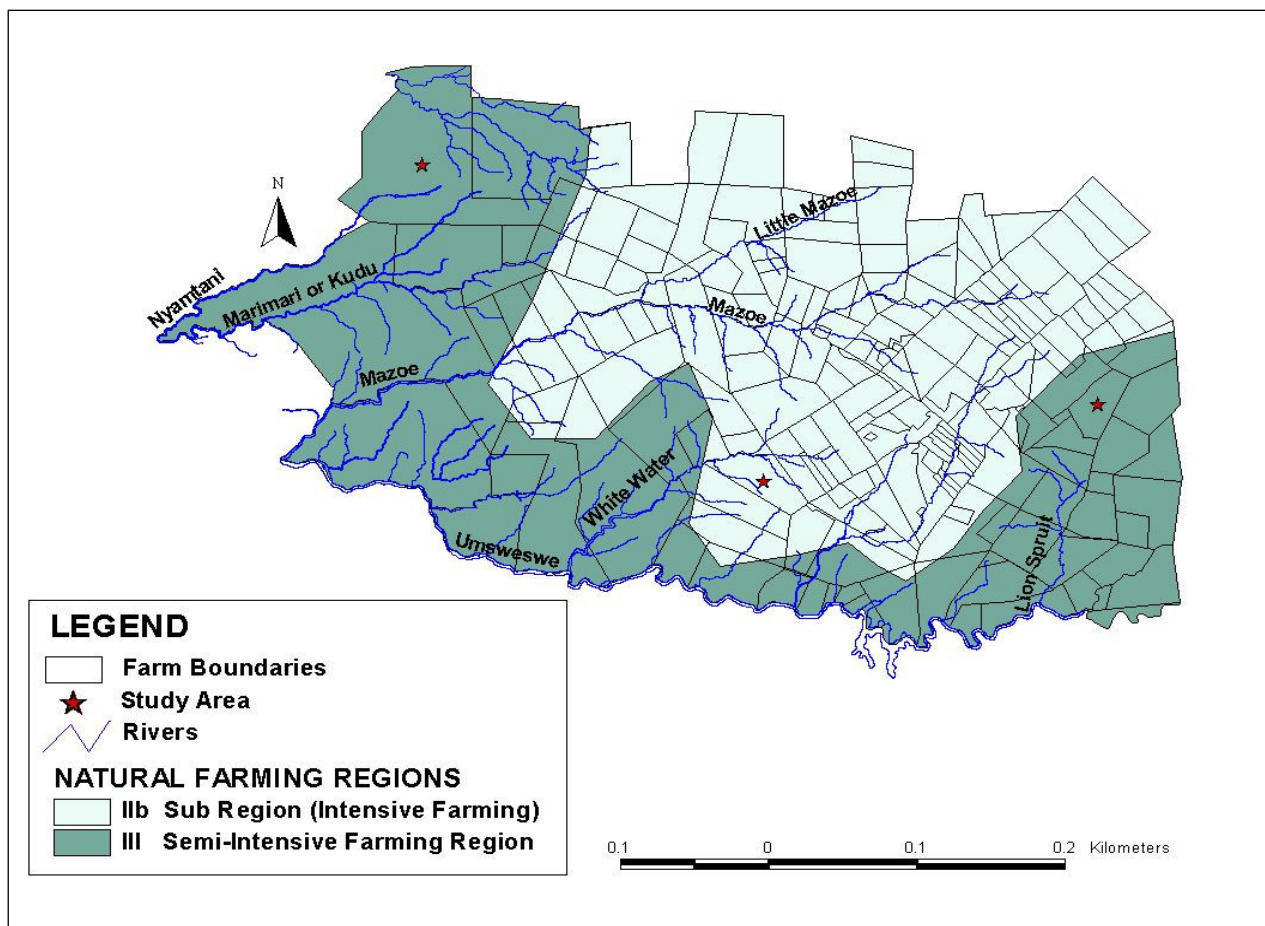 N
Little Mazoe
Nyamtani
Marimari or Kudu
Mazoe
Mazoe
White Water
Umsweswe
Lion Spruit
LEGEND
Farm Boundaries
Study Area
Rivers
NATURAL FARMING REGIONS
IIb Sub Region (Intensive Farming)
III Semi-Intensive Farming Region
0.1 0 0.1 0.2 Kilometers